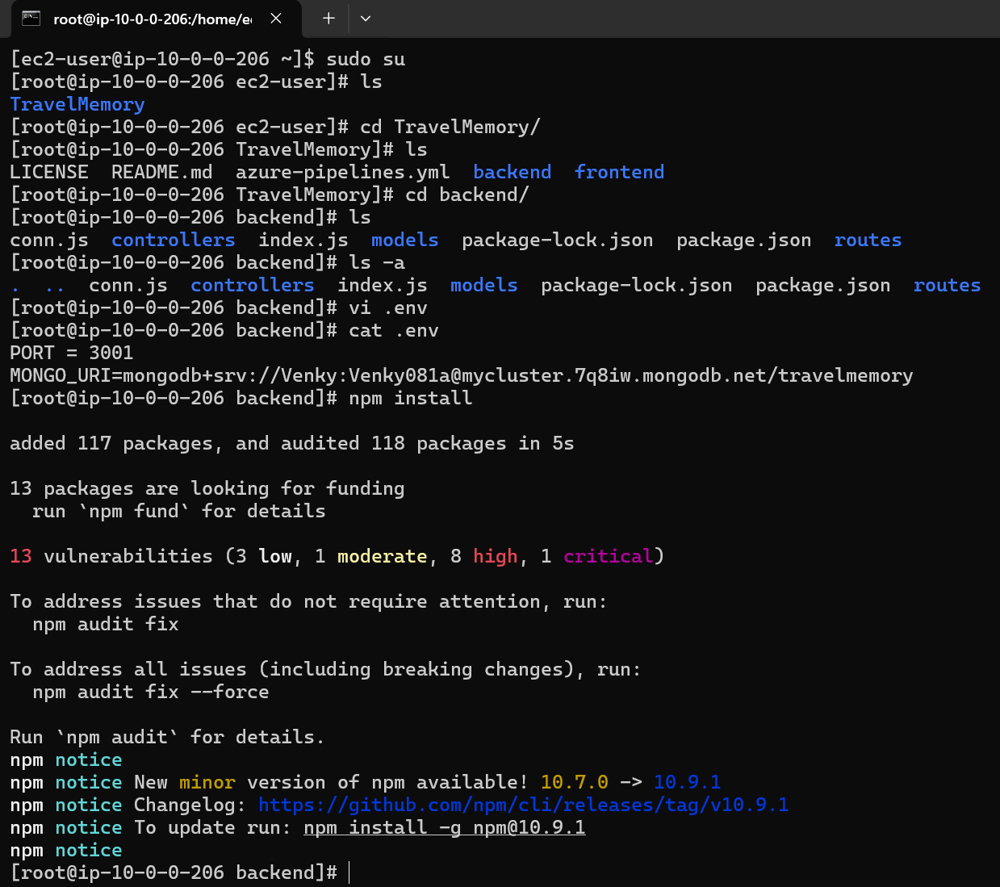 root@ip-10-0-0-206:/home/e
[ec2-user@ip-10-0-0-206 ~]$ sudo su
[root@ip-10-0-0-206 ec2-user]# ls
TravelMemory
[root@ip-10-0-0-206 ec2-user]# cd TravelMemory/
[root@ip-10-0-0-206 TravelMemory]# ls
LICENSE  README.md  azure-pipelines.yml  backend  frontend
[root@ip-10-0-0-206 TravelMemory]# cd backend/
[root@ip-10-0-0-206 backend]# ls
conn.js  controllers  index.js  models  package-lock.json  package.json  routes
[root@ip-10-0-0-206 backend]# ls -a
.  ..  conn.js  controllers  index.js  models  package-lock.json  package.json  routes
[root@ip-10-0-0-206 backend]# vi .env
[root@ip-10-0-0-206 backend]# cat .env
PORT = 3001
MONGO_URI=mongodb+srv://Venky:Venky081a@mycluster.7q8iw.mongodb.net/travelmemory
[root@ip-10-0-0-206 backend]# npm install
added 117 packages, and audited 118 packages in 5s
13 packages are looking for funding
  run `npm fund` for details
13 vulnerabilities (3 low, 1 moderate, 8 high, 1 critical)
To address issues that do not require attention, run:
  npm audit fix
To address all issues (including breaking changes), run:
  npm audit fix --force
Run `npm audit` for details.
npm notice
npm notice New minor version of npm available! 10.7.0 -> 10.9.1
npm notice Changelog: https://github.com/npm/cli/releases/tag/v10.9.1
npm notice To update run: npm install -g npm@10.9.1
npm notice
[root@ip-10-0-0-206 backend]#